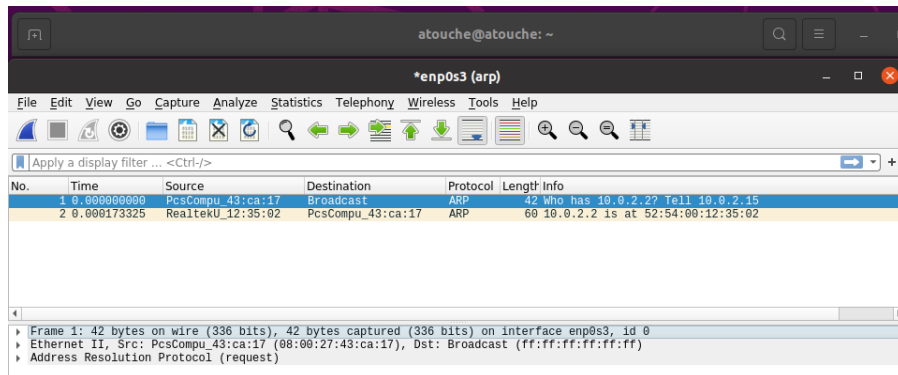 atouche@atouche: ~
*enp0s3 (arp)
File Edit View Go Capture Analyze Statistics Telephony Wireless Tools Help
Apply a display filter ... <Ctrl-/>
No. Time Source Destination Protocol Length Info
1 0.000000000 PcsCompu_43:ca:17 Broadcast ARP 42 Who has 10.0.2.2? Tell 10.0.2.15
2 0.000173325 RealtekU_12:35:02 PcsCompu_43:ca:17 ARP 60 10.0.2.2 is at 52:54:00:12:35:02
Frame 1: 42 bytes on wire (336 bits), 42 bytes captured (336 bits) on interface enp0s3, id 0
Ethernet II, Src: PcsCompu_43:ca:17 (08:00:27:43:ca:17), Dst: Broadcast (ff:ff:ff:ff:ff:ff)
Address Resolution Protocol (request)